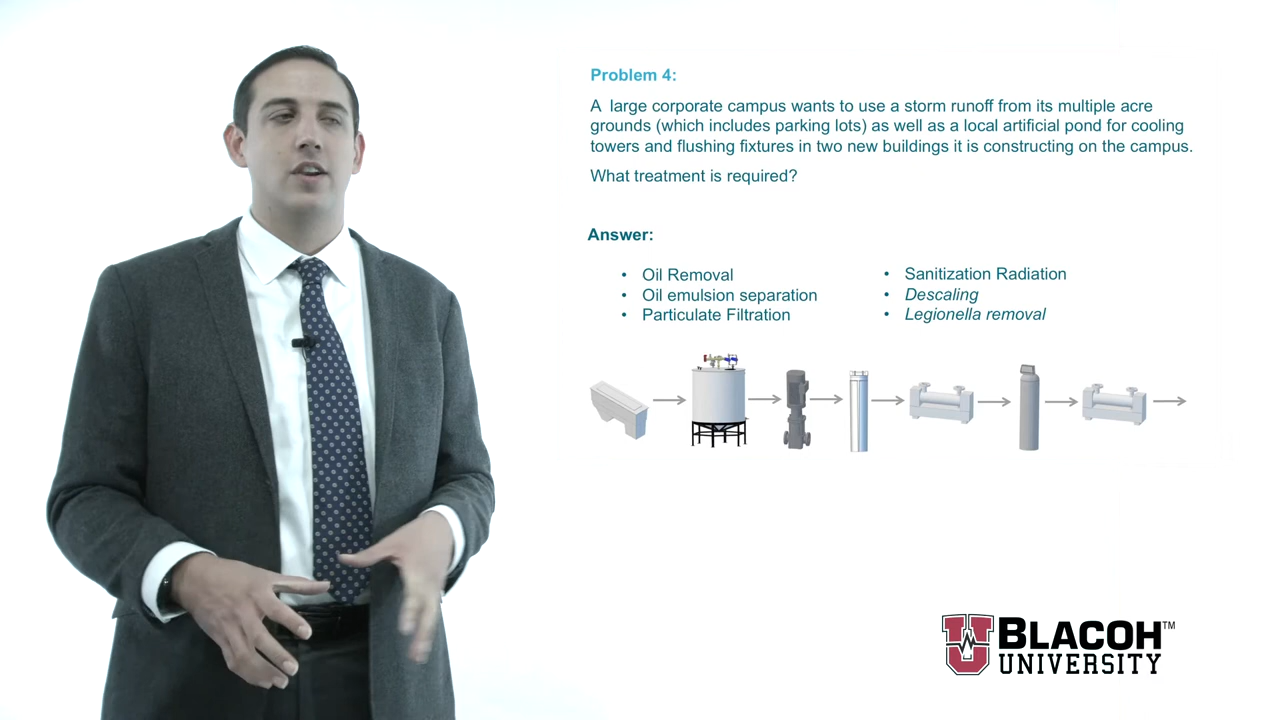 Problem 4:
A large corporate campus wants to use a storm runoff from its multiple acre
grounds (which includes parking lots) as well as a local artificial pond for cooling
towers and flushing fixtures in two new buildings it is constructing on the campus.
What treatment is required?
Answer:
• Oil Removal
• Oil emulsion separation
• Particulate Filtration
• Sanitization Radiation
• Descaling
• Legionella removal
U BLACOH™
UNIVERSITY